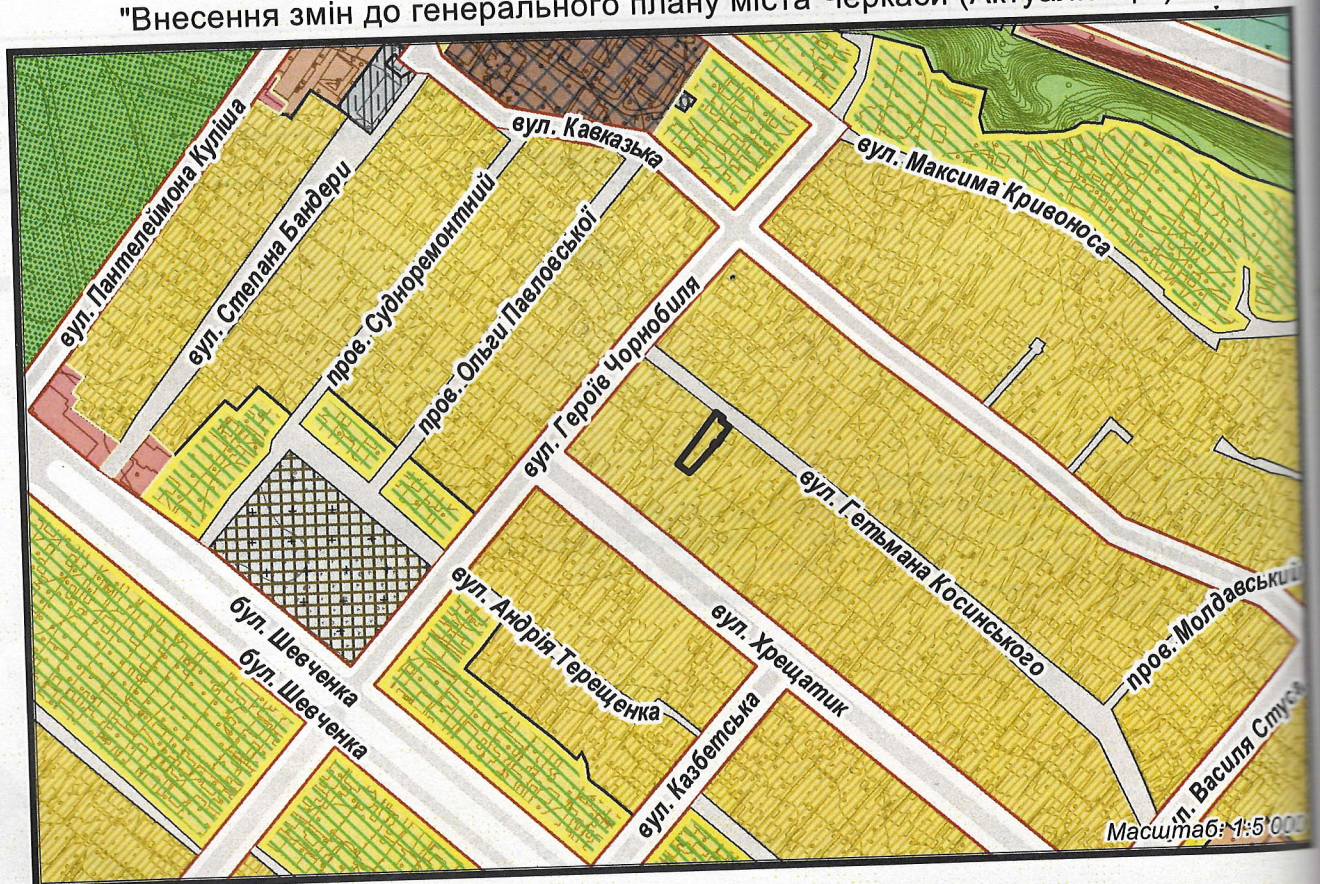 "Внесення змін до генерального плану міста Черкаси
вул. Пантелеймона Куліша
вул. Степана Бандери
пров. Судноремонтний
пров. Ольги Павловської
вул. Кавказька
вул. Максима Кривоноса
вул. Героїв Чорнобиля
вул. Гетьмана Косинського
вул. Андрія Терещенка
вул. Хрещатик
пров. Молдавський
бул. Шевченка
бул. Шевченка
вул. Казбетська
Василя Стуса
Масштаб: 1:5 000